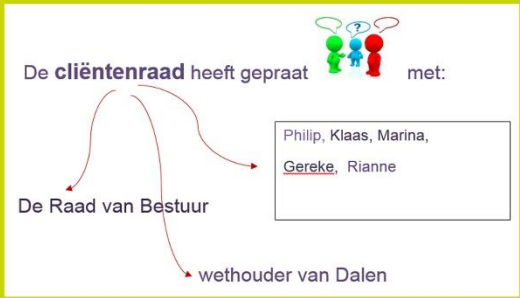 ?
De cliëntenraad heeft gepraat met:
Philip, Klaas, Marina,
Gereke, Rianne
De Raad van Bestuur
wethouder van Dalen